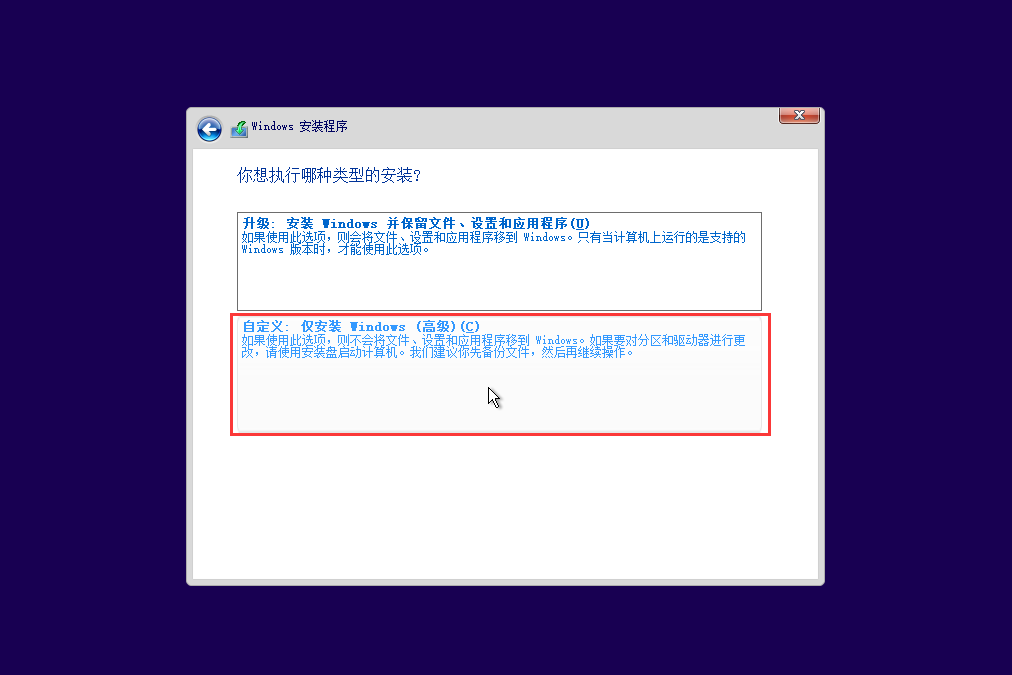 Windows 安装程序
你想执行哪种类型的安装?
升级: 安装 Windows 并保留文件、设置和应用程序(U)
如果使用此选项，则会将文件、设置和应用程序移到 Windows。只有当计算机上运行的是支持的
Windows 版本时，才能使用此选项。
自定义: 仅安装 Windows (高级)(C)
如果使用此选项，则不会将文件、设置和应用程序移到 Windows。如果要对分区和驱动器进行更
改，请使用安装盘启动计算机。我们建议你先备份文件，然后再继续操作。